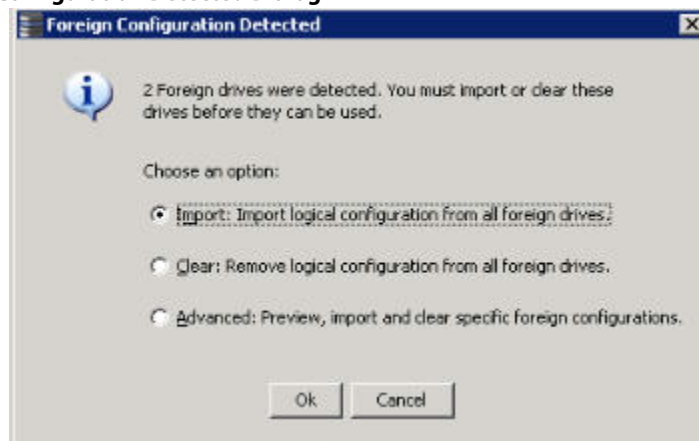 Foreign Configuration Detected
2 Foreign drives were detected. You must import or clear these
drives before they can be used.
Choose an option:
Import: Import logical configuration from all foreign drives.
Clear: Remove logical configuration from all foreign drives.
Advanced: Preview, import and clear specific foreign configurations.
Ok
Cancel